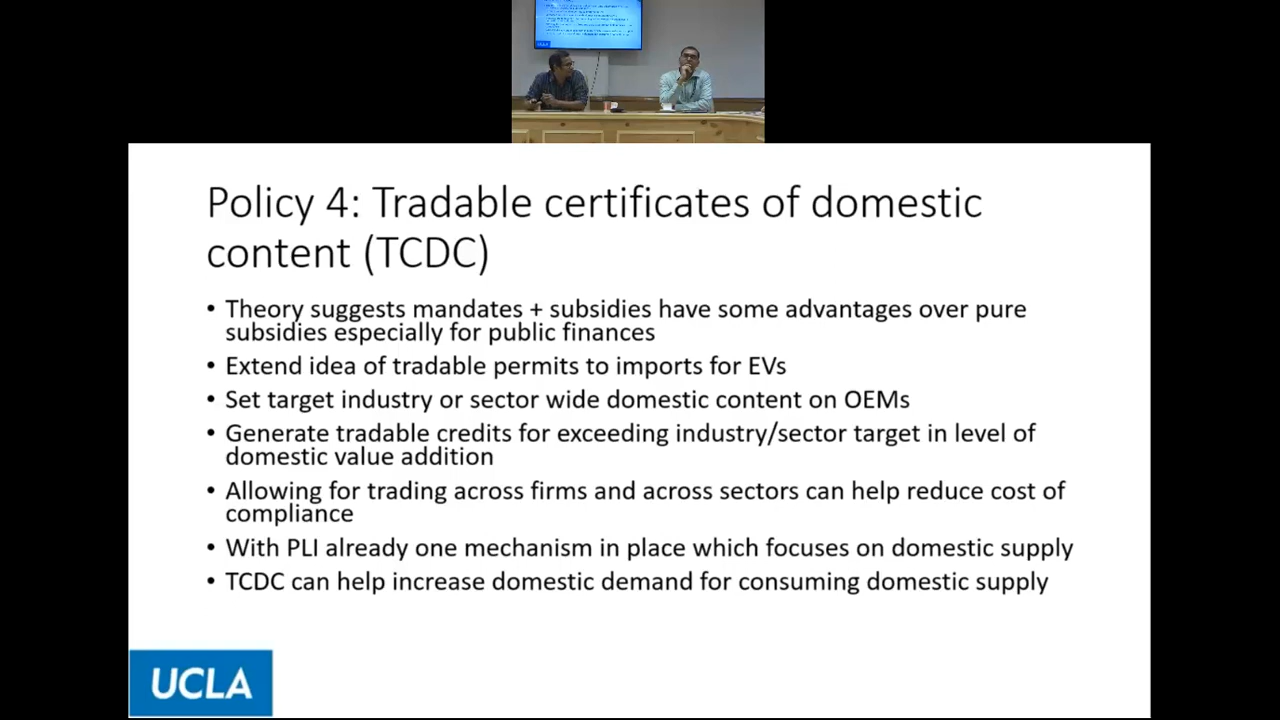 Policy 4: Tradable certificates of domestic
content (TCDC)
• Theory suggests mandates + subsidies have some advantages over pure
subsidies especially for public finances
• Extend idea of tradable permits to imports for EVs
• Set target industry or sector wide domestic content on OEMs
• Generate tradable credits for exceeding industry/sector target in level of
domestic value addition
• Allowing for trading across firms and across sectors can help reduce cost of
compliance
• With PLI already one mechanism in place which focuses on domestic supply
• TCDC can help increase domestic demand for consuming domestic supply
UCLA